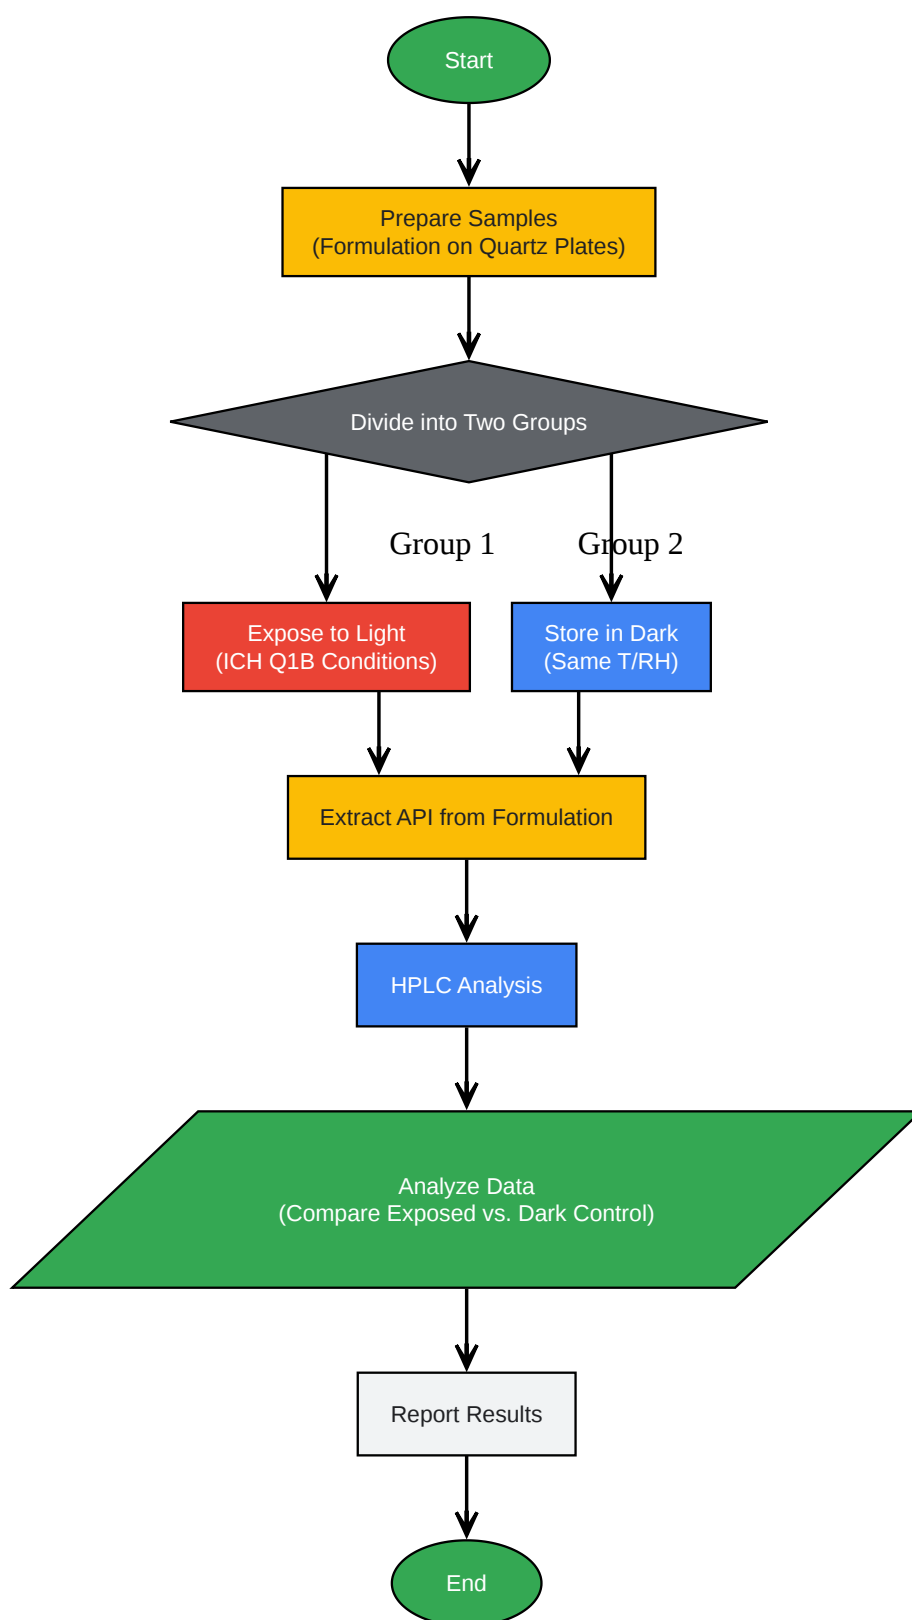 Start
Prepare Samples
(Formulation on Quartz Plates)
Divide into Two Groups
Group 1
Group 2
Expose to Light
(ICH Q1B Conditions)
Store in Dark
(Same T/RH)
Extract API from Formulation
HPLC Analysis
Analyze Data
(Compare Exposed vs. Dark Control)
Report Results
End